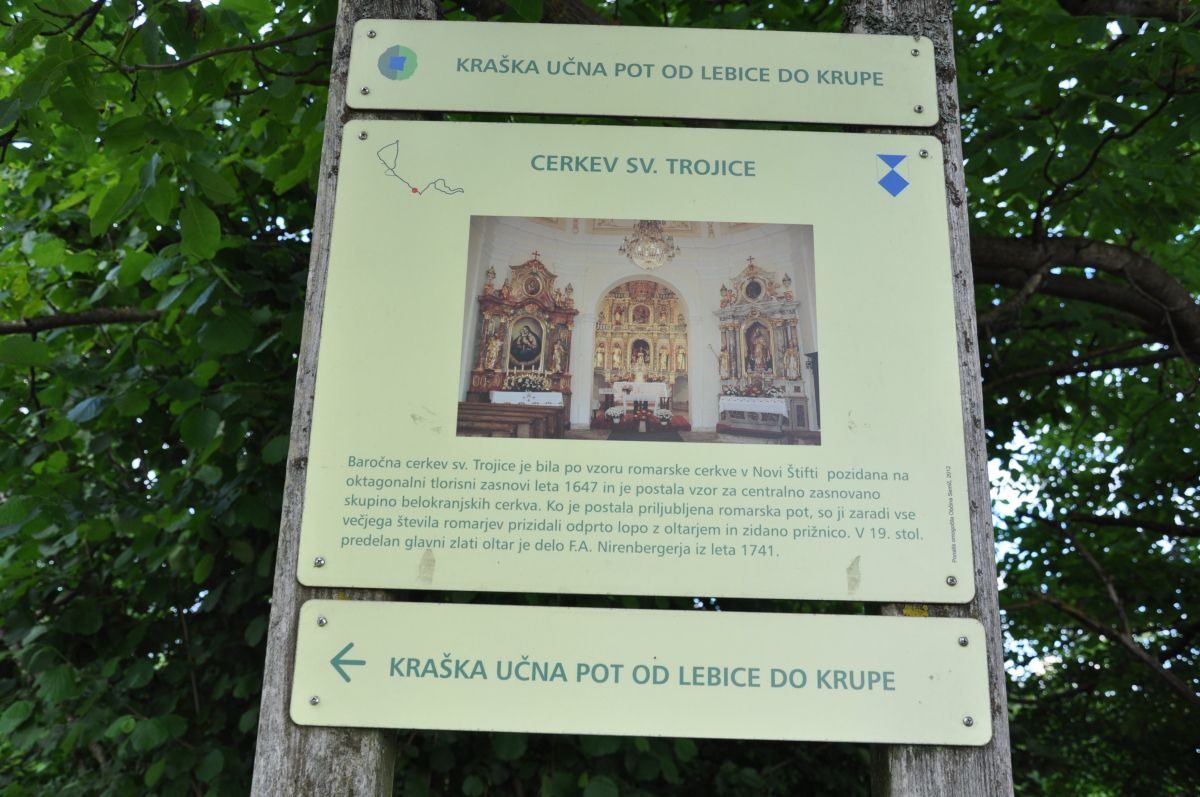 KRAŠKA UČNA POT OD LEBICE DO KRUPE
CERKEV SV. TROJICE
Baročna cerkev sv. Trojice je bila po vzoru romarske cerkve v Novi Štifti pozidana na
oktagonalni tlorisni zasnovi leta 1647 in je postala vzor za centralno zasnovano
skupino belokranjskih cerkva. Ko je postala priljubljena romarska pot, so ji zaradi vse
večjega števila romarjev prizidali odprto lopo z oltarjem in zidano prižnico. V 19. stol.
predelan glavni zlati oltar je delo F.A. Nirenbergerja iz leta 1741.
Občina Semič, 2012
KRAŠKA UČNA POT OD LEBICE DO KRUPE